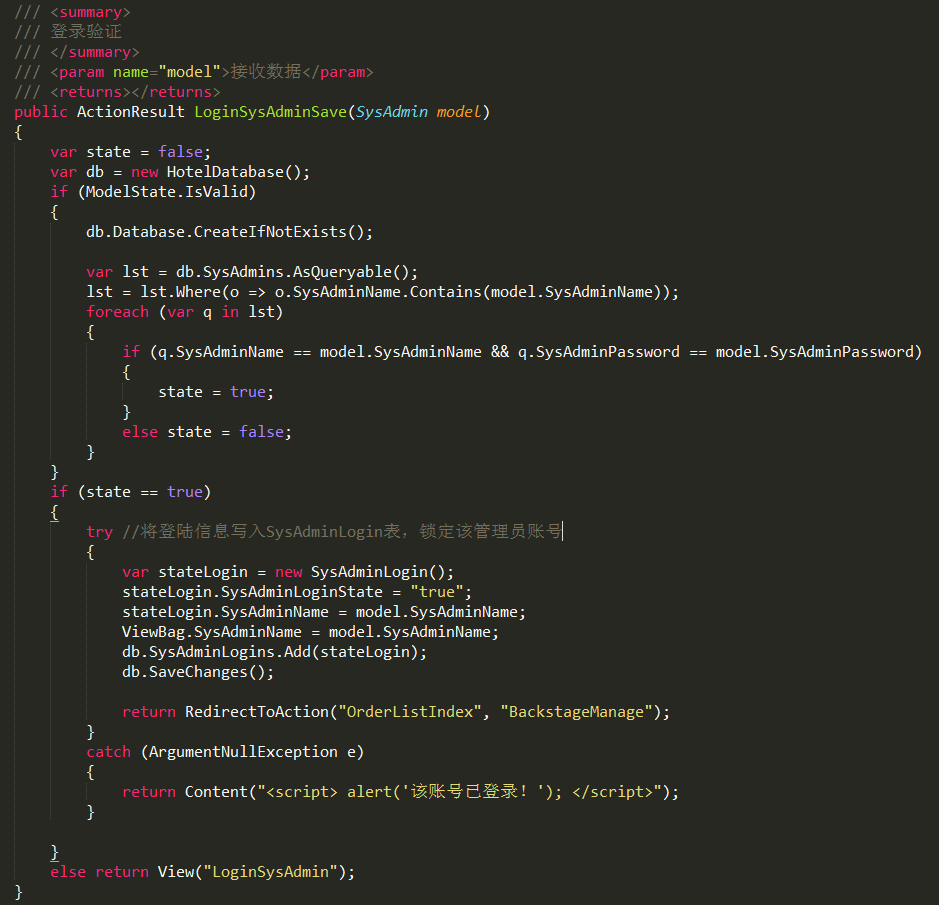 /// <summary>
/// 登录验证
/// </summary>
/// <param name="model">接收数据</param>
/// <returns></returns>
public ActionResult LoginSysAdminSave(SysAdmin model)
{
    var state = false;
    var db = new HotelDatabase();
    if (ModelState.IsValid)
    {
        db.Database.CreateIfNotExists();

        var lst = db.SysAdmins.AsQueryable();
        lst = lst.Where(o => o.SysAdminName.Contains(model.SysAdminName));
        foreach (var q in lst)
        {
            if (q.SysAdminName == model.SysAdminName && q.SysAdminPassword == model.SysAdminPassword)
            {
                state = true;
            }
            else state = false;
        }
    }
    if (state == true)
    {
        try //将登陆信息写入SysAdminLogin表，锁定该管理员账号
        {
            var stateLogin = new SysAdminLogin();
            stateLogin.SysAdminLoginState = "true";
            stateLogin.SysAdminName = model.SysAdminName;
            ViewBag.SysAdminName = model.SysAdminName;
            db.SysAdminLogins.Add(stateLogin);
            db.SaveChanges();

            return RedirectToAction("OrderListIndex", "BackstageManage");
        }
        catch (ArgumentNullException e)
        {
            return Content("<script> alert('该账号已登录！'); </script>");
        }

    }
    else return View("LoginSysAdmin");
}